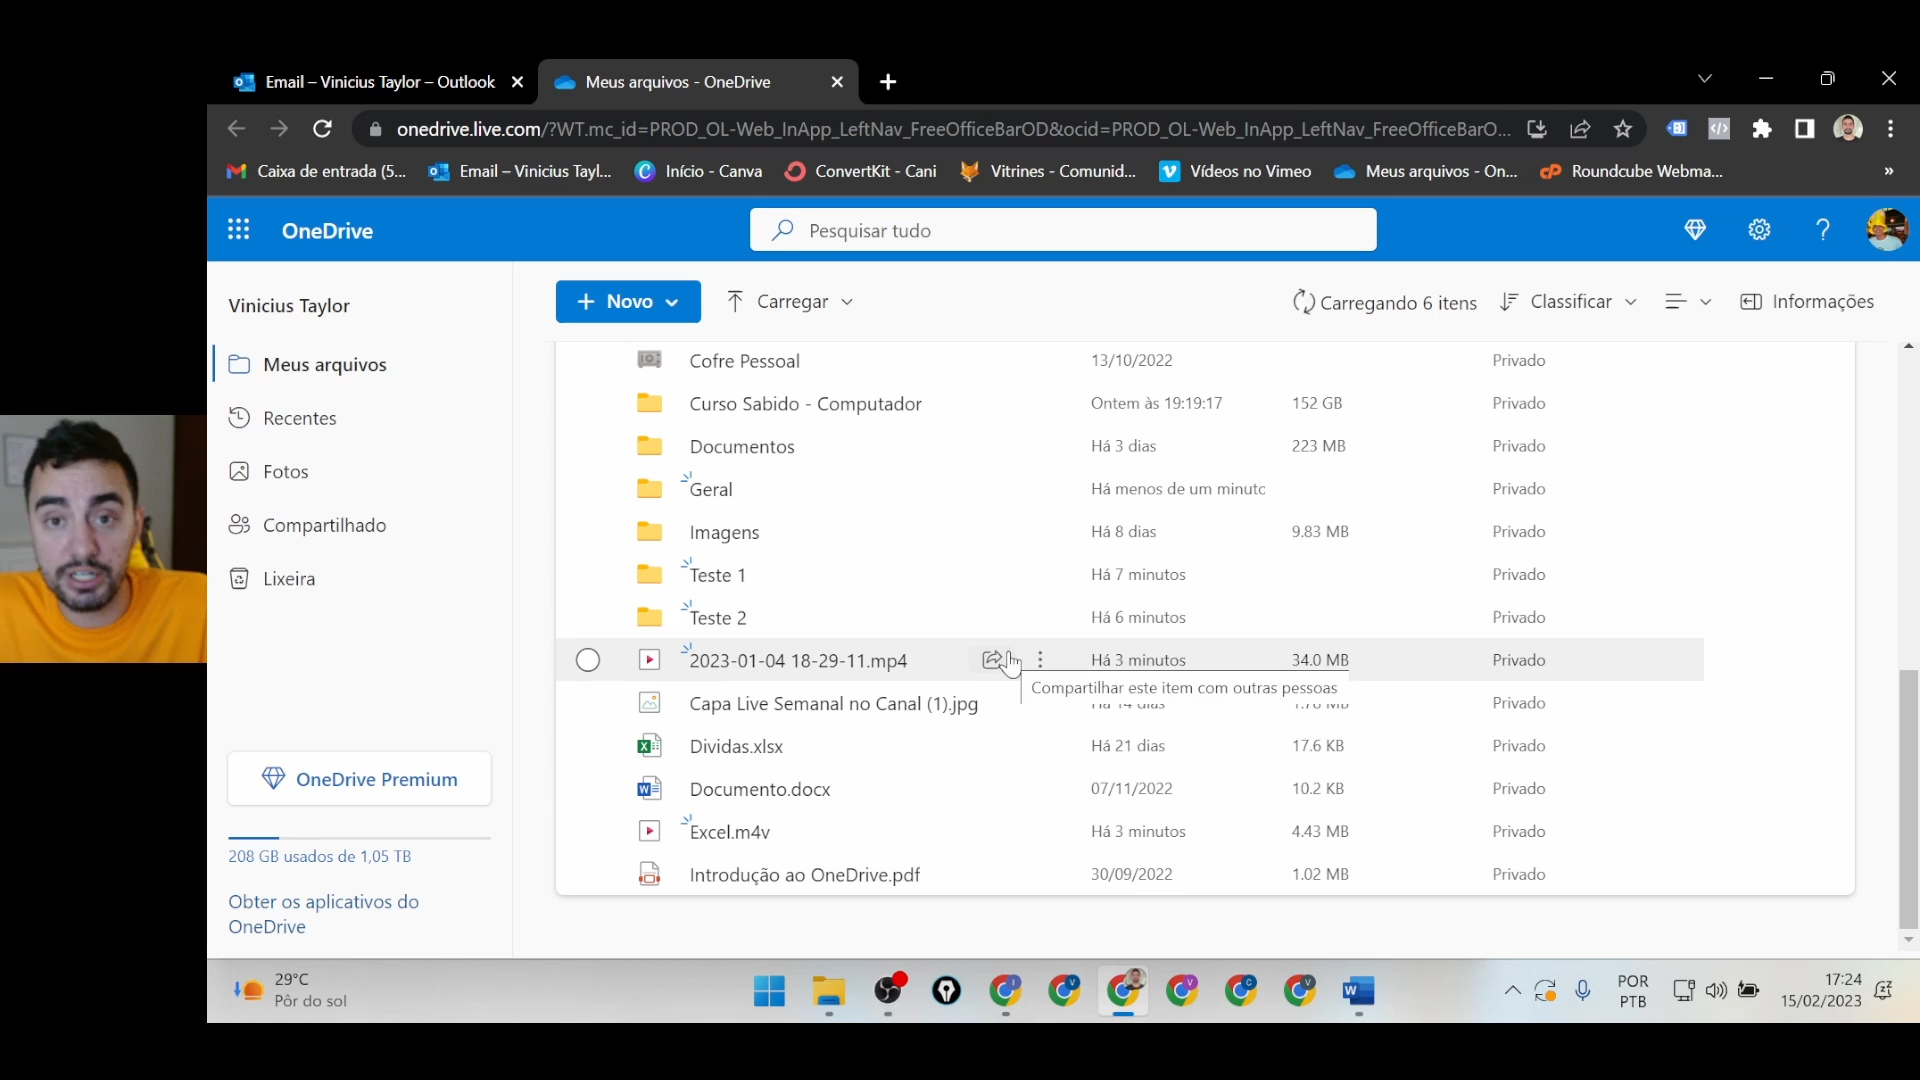 Email – Vinicius Taylor – Outlook
Meus arquivos - OneDrive
onedrive.live.com/?WT.mc_id=PROD_OL-Web_InApp_LeftNav_FreeOfficeBarOD&ocid=PROD_OL-Web_InApp_LeftNav_FreeOfficeBarO...
Caixa de entrada (5...
Email – Vinicius Tayl...
Início - Canva
ConvertKit - Cani
Vitrines - Comunid...
Vídeos no Vimeo
Meus arquivos - On...
Roundcube Webma...
»
OneDrive
Pesquisar tudo
Vinicius Taylor
Meus arquivos
Recentes
Fotos
Compartilhado
Lixeira
OneDrive Premium
208 GB usados de 1,05 TB
Obter os aplicativos do
OneDrive
Novo
Carregar
Carregando 6 itens
Classificar
Informações
Cofre Pessoal 13/10/2022 Privado
Curso Sabido - Computador Ontem às 19:19:17 152 GB Privado
Documentos Há 3 dias 223 MB Privado
Geral Há menos de um minuto Privado
Imagens Há 8 dias 9.83 MB Privado
Teste 1 Há 7 minutos Privado
Teste 2 Há 6 minutos Privado
2023-01-04 18-29-11.mp4 Há 3 minutos 34.0 MB Privado
Compartilhar este item com outras pessoas
Capa Live Semanal no Canal (1).jpg Privado
Dividas.xlsx Há 21 dias 17.6 KB Privado
Documento.docx 07/11/2022 10.2 KB Privado
Excel.m4v Há 3 minutos 4.43 MB Privado
Introdução ao OneDrive.pdf 30/09/2022 1.02 MB Privado
29°C
Pôr do sol
POR
PTB
17:24
15/02/2023